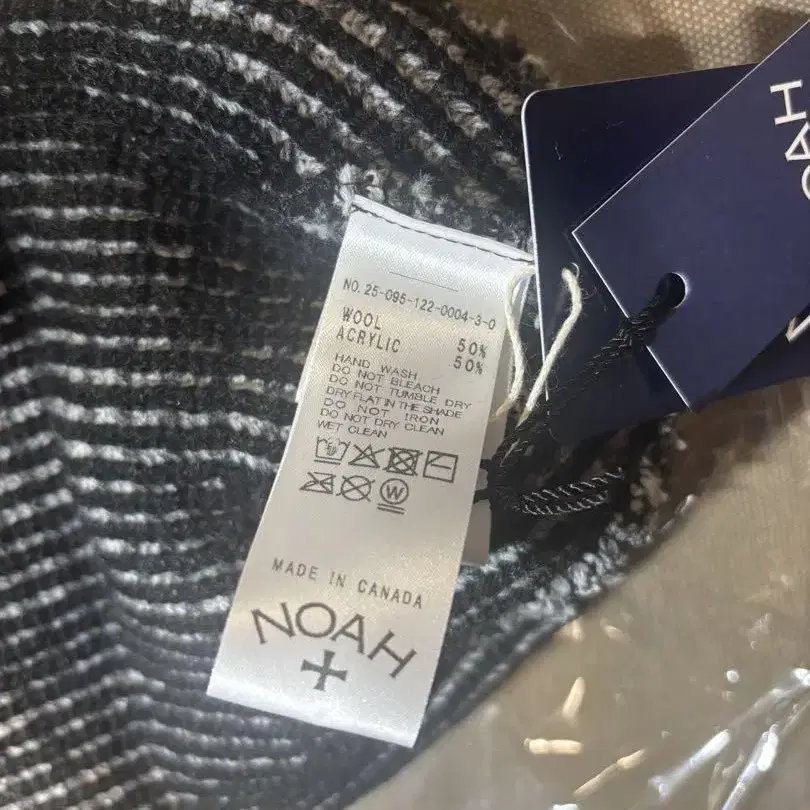 NO. 25-095-122-0004-3-0
WOOL 50%
ACRYLIC 50%
HAND WASH
DO NOT BLEACH
DO NOT TUMBLE DRY
DRY FLAT IN THE SHADE
DO NOT IRON
DO NOT DRY CLEAN
WET CLEAN
W
MADE IN CANADA
NOAH
NOAH